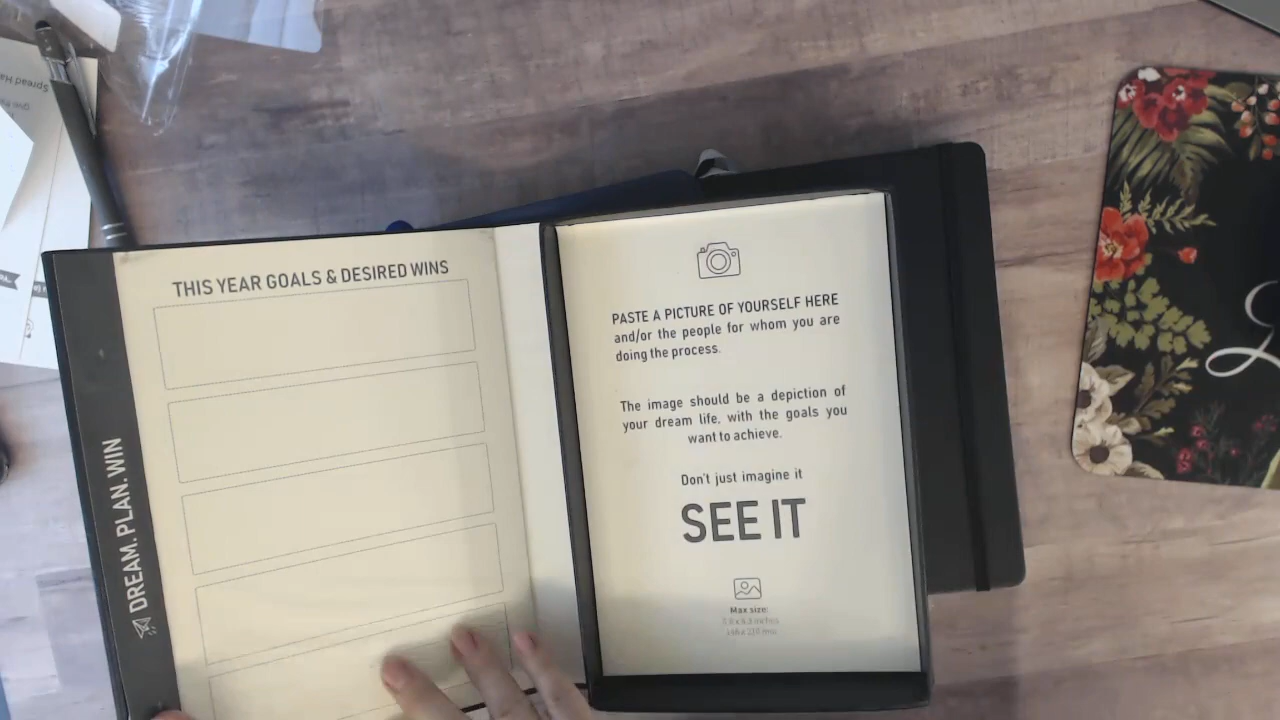 Spread Ha
DREAM. PLAN. WIN
THIS YEAR GOALS & DESIRED WINS
PASTE A PICTURE OF YOURSELF HERE
and/or the people for whom you are
doing the process.
The image should be a depiction of
your dream life, with the goals you
want to achieve.
Don't just imagine it
SEE IT
Max size: